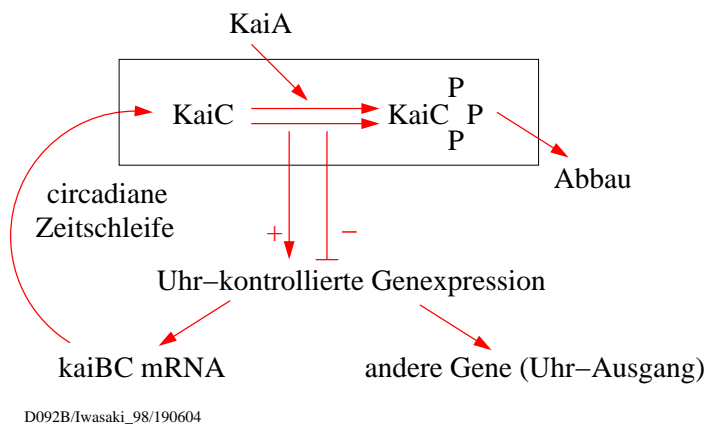 KaiA
KaiC
KaiC
P
P
P
Abbau
circadiane
Zeitschleife
+
−
Uhr−kontrollierte Genexpression
kaiBC mRNA
andere Gene (Uhr−Ausgang)
D092B/Iwasaki_98/190604